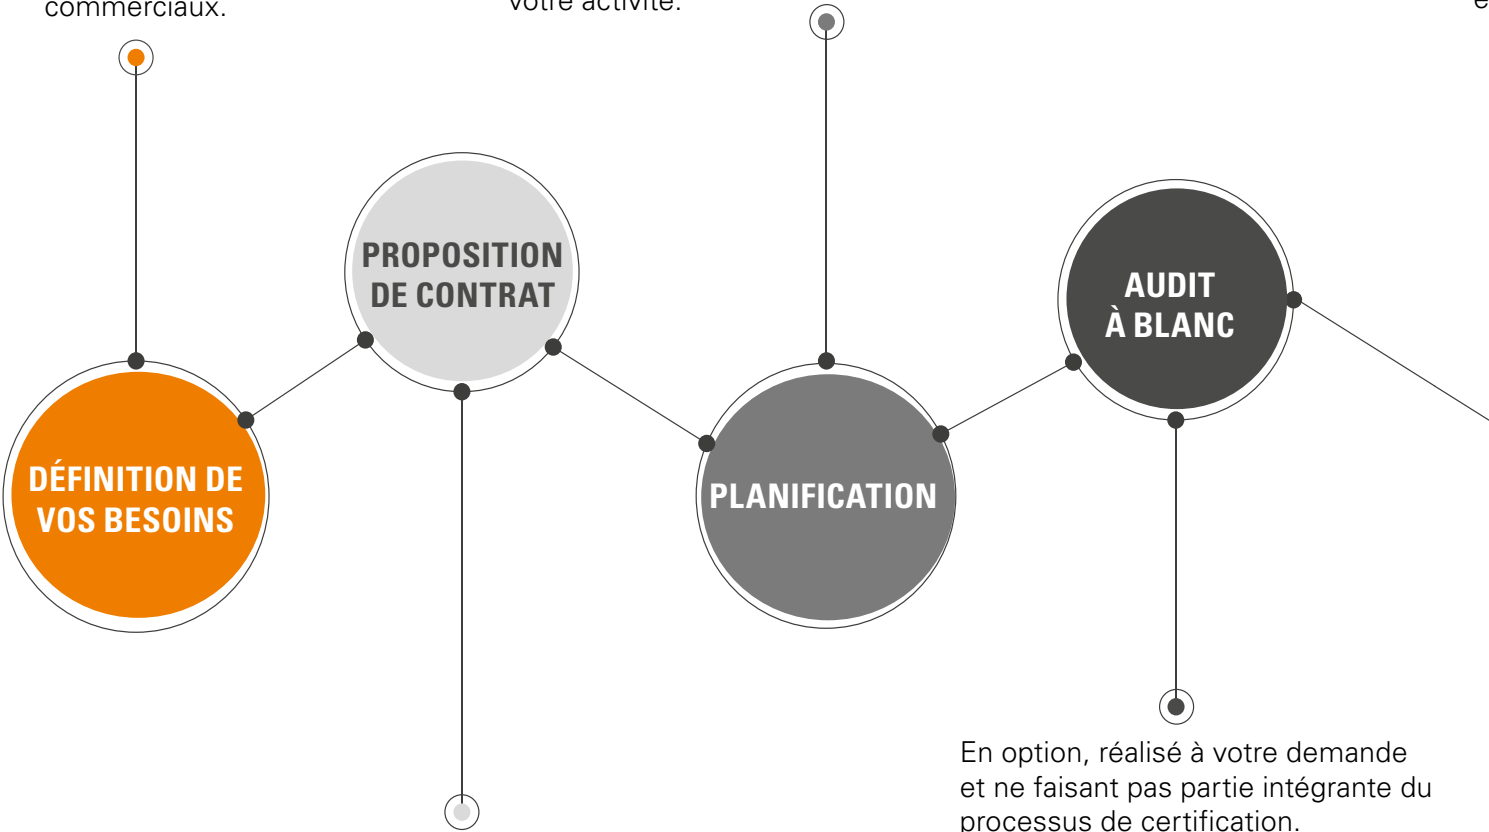 commerciaux.
votre activité.
PROPOSITION
DE CONTRAT
AUDIT
À BLANC
DÉFINITION DE
VOS BESOINS
PLANIFICATION
En option, réalisé à votre demande
et ne faisant pas partie intégrante du
processus de certification.